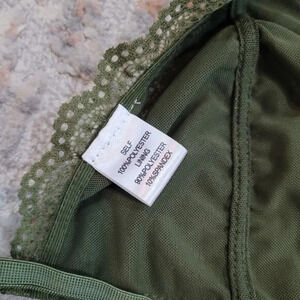 SELF
100%POLYESTER
LINING
90%POLYESTER
10%SPANDEX